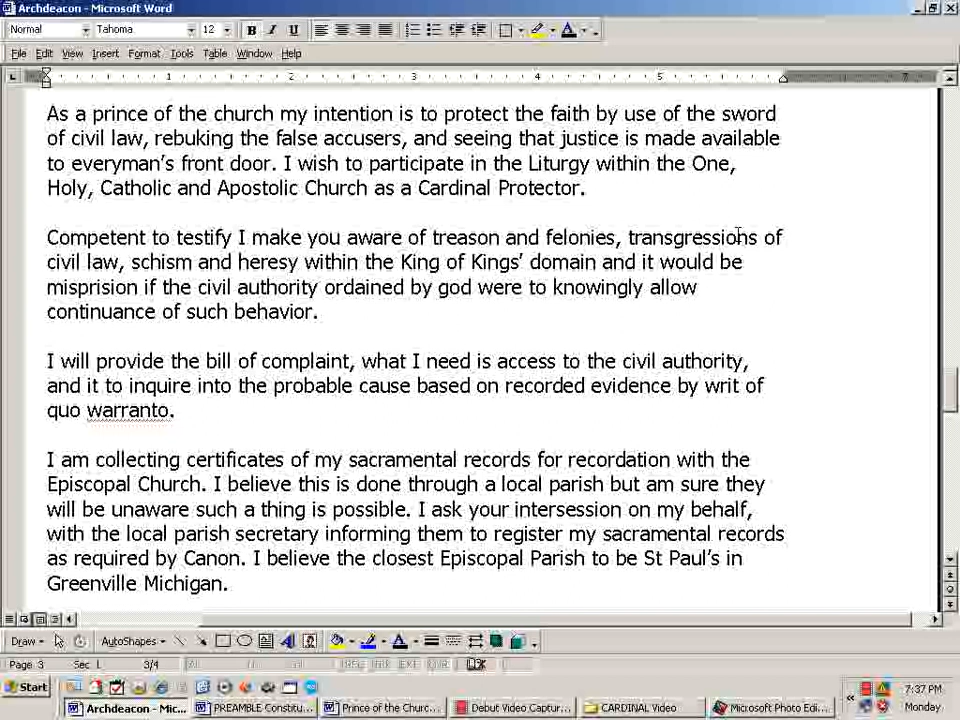 Archdeacon - Microsoft Word
Normal Tahoma 12 B I U A
File Edit View Insert Format Tools Table Window Help
1 2 3 4 5 7
As a prince of the church my intention is to protect the faith by use of the sword
of civil law, rebuking the false accusers, and seeing that justice is made available
to everyman's front door. I wish to participate in the Liturgy within the One,
Holy, Catholic and Apostolic Church as a Cardinal Protector.
Competent to testify I make you aware of treason and felonies, transgressions of
civil law, schism and heresy within the King of Kings' domain and it would be
misprision if the civil authority ordained by god were to knowingly allow
continuance of such behavior.
I will provide the bill of complaint, what I need is access to the civil authority,
and it to inquire into the probable cause based on recorded evidence by writ of
quo warranto.
I am collecting certificates of my sacramental records for recordation with the
Episcopal Church. I believe this is done through a local parish but am sure they
will be unaware such a thing is possible. I ask your intersession on my behalf,
with the local parish secretary informing them to register my sacramental records
as required by Canon. I believe the closest Episcopal Parish to be St Paul's in
Greenville Michigan.
Draw AutoShapes A A
Page 3 Sec 1 3/4
Start 7:37 PM
Archdeacon - Mic... PREAMBLE Constitu... Prince of the Churc... Debut Video Captur... CARDINAL Video Microsoft Photo Edi... Monday